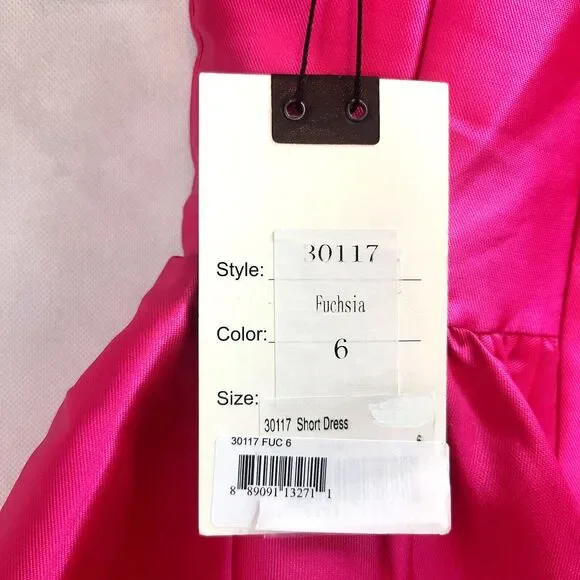 Style: 30117
Fuchsia
Color:
6
Size:
30117 Short Dress 6
30117 FUC 6
8 89091 13271 1